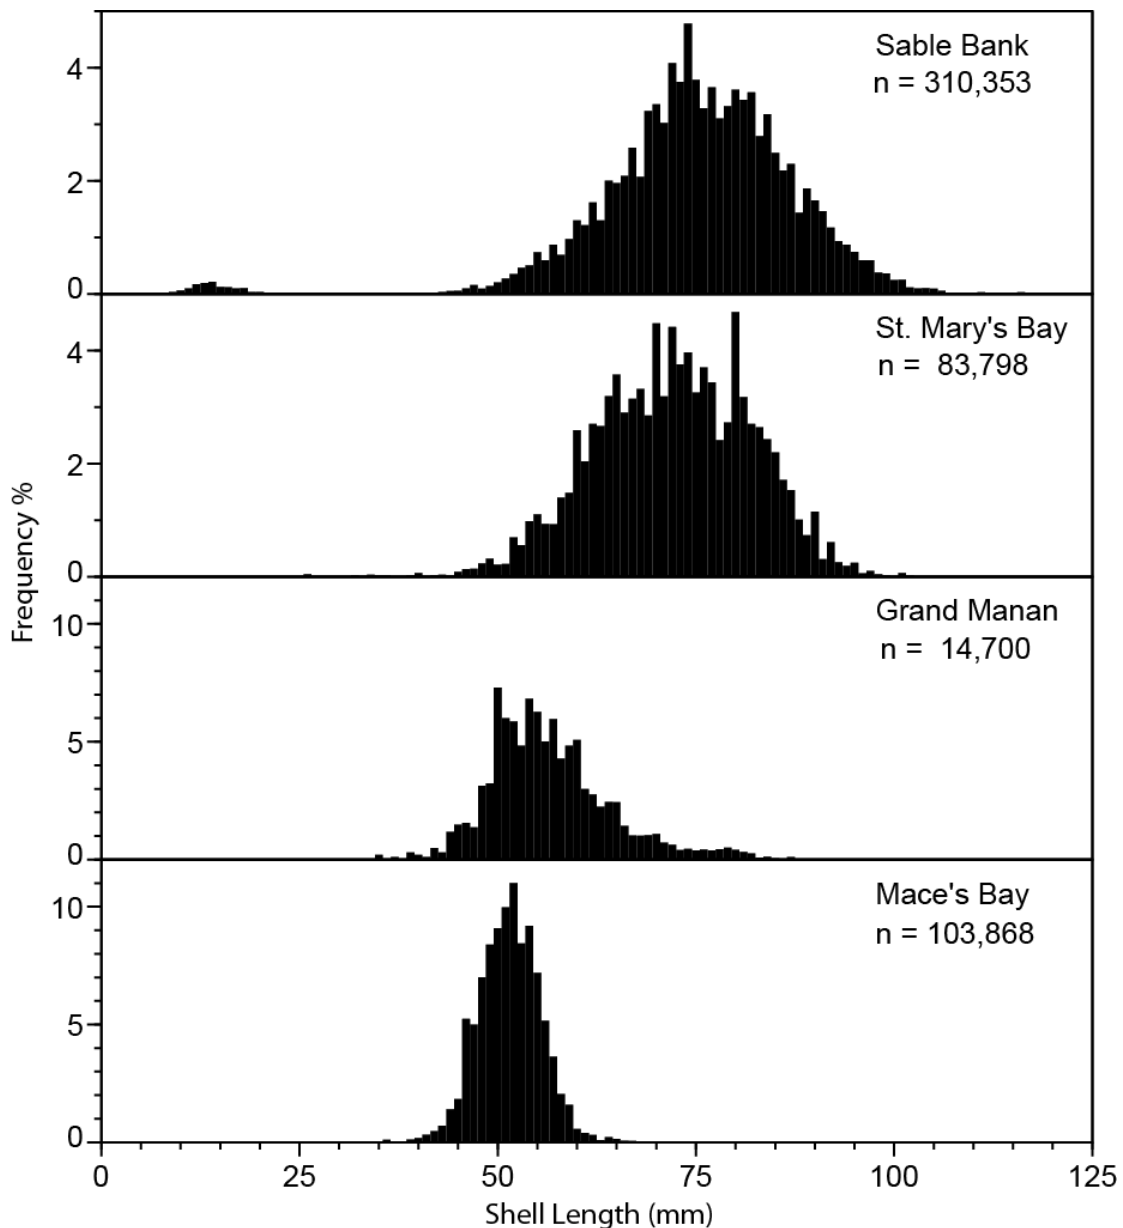 Sable Bank
n = 310,353
4
2
0
St. Mary's Bay
n = 83,798
4
2
0
Frequency %
Grand Manan
n = 14,700
10
5
0
Mace's Bay
n = 103,868
10
5
0
0 25 50 75 100 125
Shell Length (mm)